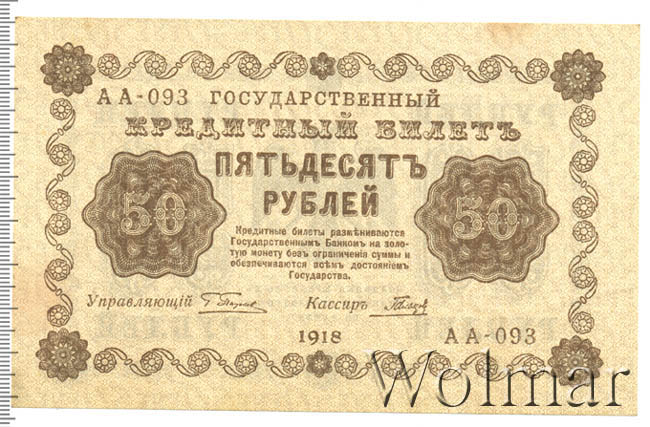 АА-093 ГОСУДАРСТВЕННЫЙ
КРЕДИТНЫЙ БИЛЕТЪ
ПЯТЬДЕСЯТЪ
РУБЛЕЙ
50
50
Кредитные билеты размѣниваются
Государственнымъ Банкомъ на золо-
тую монету безъ ограниченія суммы и
обезпечиваются всѣмъ достояніемъ
Государства.
Управляющій
Кассиръ
1918
АА-093
Wolmar